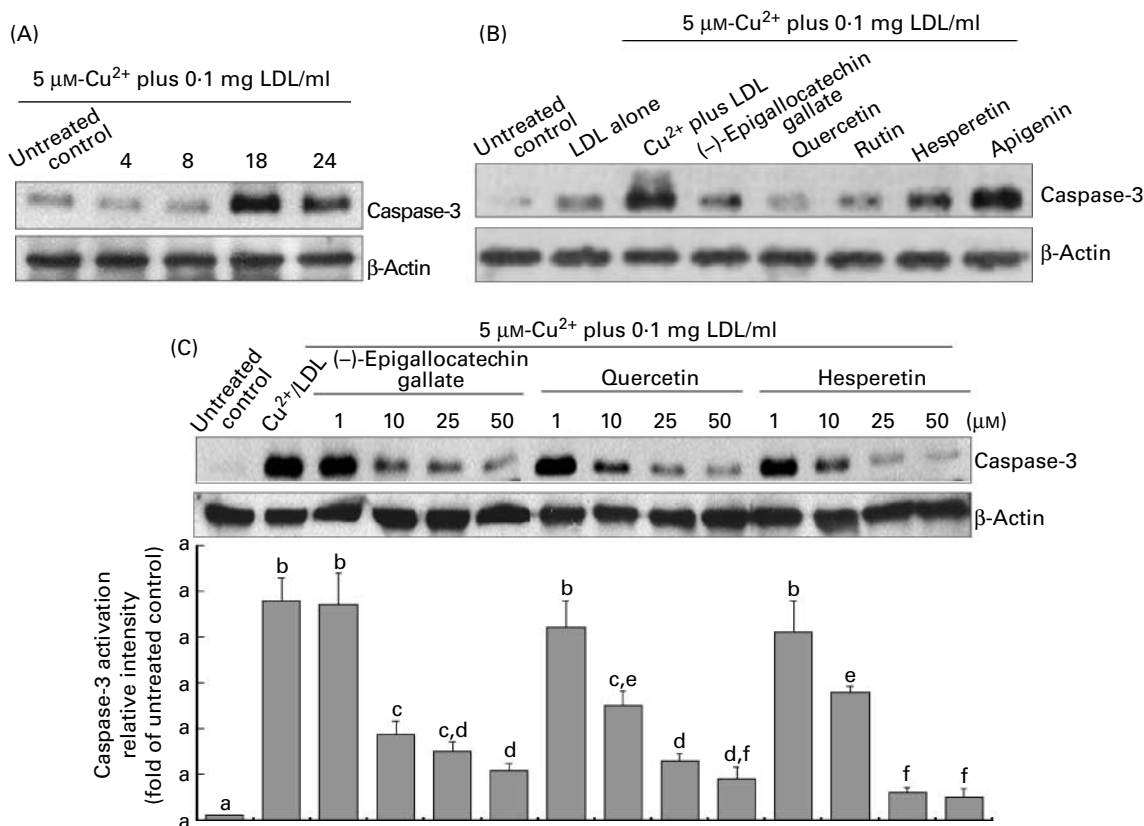 (A)
5 µM-Cu²⁺ plus 0·1 mg LDL/ml
Untreated control
4 8 18 24
Caspase-3
β-Actin
(B)
5 µM-Cu²⁺ plus 0·1 mg LDL/ml
Untreated control
LDL alone
Cu²⁺ plus LDL
(–)-Epigallocatechin gallate
Quercetin
Rutin
Hesperetin
Apigenin
Caspase-3
β-Actin
(C)
5 µM-Cu²⁺ plus 0·1 mg LDL/ml
Untreated control
Cu²⁺/LDL
(–)-Epigallocatechin
gallate
Quercetin
Hesperetin
1 10 25 50 1 10 25 50 1 10 25 50 (µM)
Caspase-3
β-Actin
Caspase-3 activation
relative intensity
(fold of untreated control)
a
a
a
a
a
a
a
a b b c c,d d b c,e d d,f b e f f